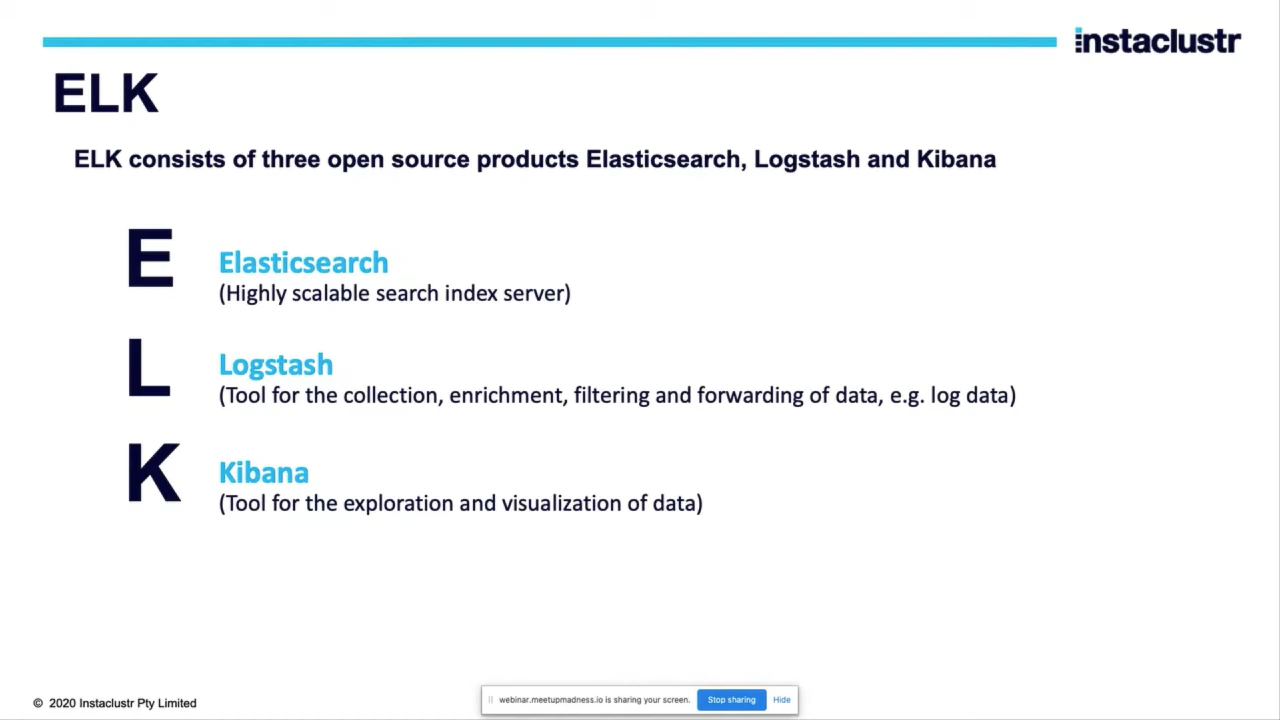 instaclustr
ELK
ELK consists of three open source products Elasticsearch, Logstash and Kibana
E
Elasticsearch
(Highly scalable search index server)
L
Logstash
(Tool for the collection, enrichment, filtering and forwarding of data, e.g. log data)
K
Kibana
(Tool for the exploration and visualization of data)
© 2020 Instaclustr Pty Limited
webinar.meetupmadness.io is sharing your screen. Stop sharing Hide